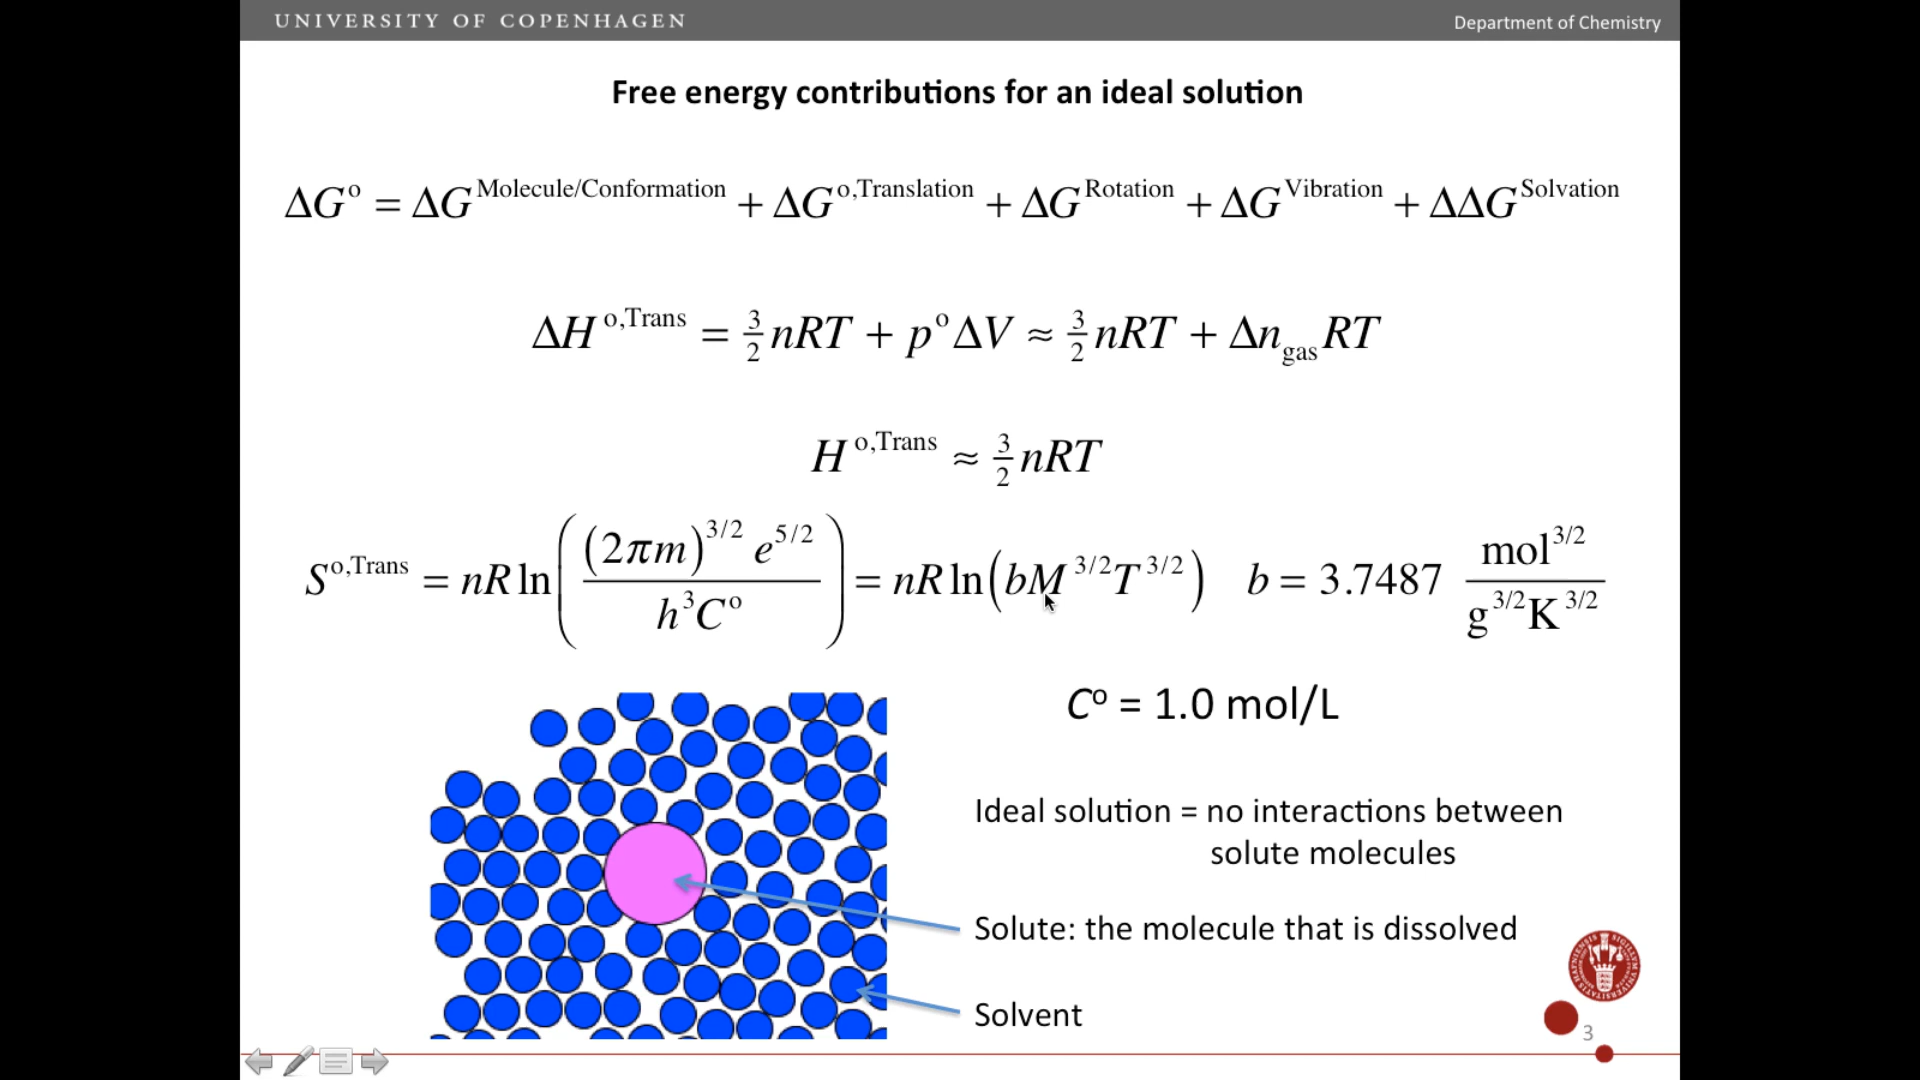 UNIVERSITY OF COPENHAGEN
Department of Chemistry
Free energy contributions for an ideal solution
ΔG° = ΔG^Molecule/Conformation + ΔG^o,Translation + ΔG^Rotation + ΔG^Vibration + ΔΔG^Solvation
ΔH^o,Trans = 3/2 nRT + p°ΔV ≈ 3/2 nRT + Δn_gas RT
H^o,Trans ≈ 3/2 nRT
S^o,Trans = nR ln( (2πm)^3/2 e^5/2 / h^3 C° ) = nR ln(bM^3/2 T^3/2) b = 3.7487 mol^3/2 / g^3/2 K^3/2
C° = 1.0 mol/L
Ideal solution = no interactions between
solute molecules
Solute: the molecule that is dissolved
Solvent
3